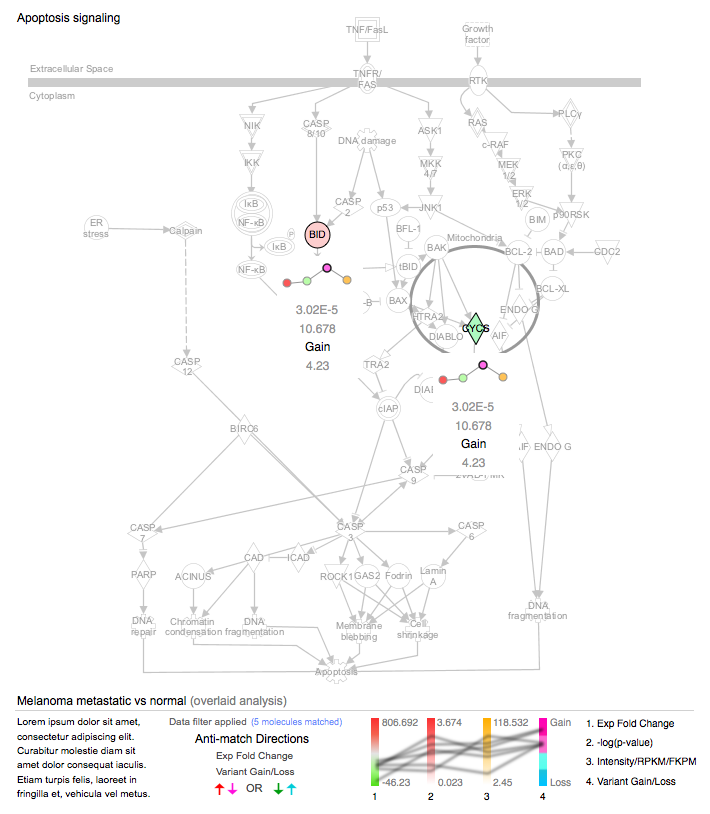 Apoptosis signaling
TNF/FasL
Growth
factor
Extracellular Space
TNFR/
FAS
RTK
Cytoplasm
NIK
CASP
8/10
ASK1
RAS
PLCγ
DNA damage
c-RAF
IKK
MKK
4/7
MEK
1/2
PKC
(α,ε,θ)
IκB
NF-κB
CASP
2
p53
JNK1
ERK
1/2
p90RSK
BIM
ER
stress
Calpain
BID
P
IκB
BFL-1
Mitochondria
BAK
BCL-2
BAD
CDC2
NF-κB
tBID
BCL-XL
-B
BAX
HTRA2
ENDO G
CYCS
DIABLO
AIF
3.02E-5
10.678
Gain
4.23
CASP
12
TRA2
DIA
cIAP
3.02E-5
10.678
Gain
4.23
BIRC6
IF
ENDO G
CASP
9
CASP
7
CASP
3
CASP
6
CAD
ICAD
PARP
ACINUS
ROCK1
GAS2
Fodrin
Lamin
A
DNA
repair
Chromatin
condensation
DNA
fragmentation
Membrane
blebbing
Cell
shrinkage
DNA
fragmentation
Apoptosis
Melanoma metastatic vs normal (overlaid analysis)
Lorem ipsum dolor sit amet,
consectetur adipiscing elit.
Curabitur molestie diam sit
amet dolor consequat iaculis.
Etiam turpis felis, laoreet in
fringilla et, vehicula vel metus.
Data filter applied (5 molecules matched)
Anti-match Directions
Exp Fold Change
Variant Gain/Loss
OR
806.692
3.674
118.532
Gain
-46.23
0.023
2.45
Loss
1
2
3
4
1. Exp Fold Change
2. -log(p-value)
3. Intensity/RPKM/FKPM
4. Variant Gain/Loss